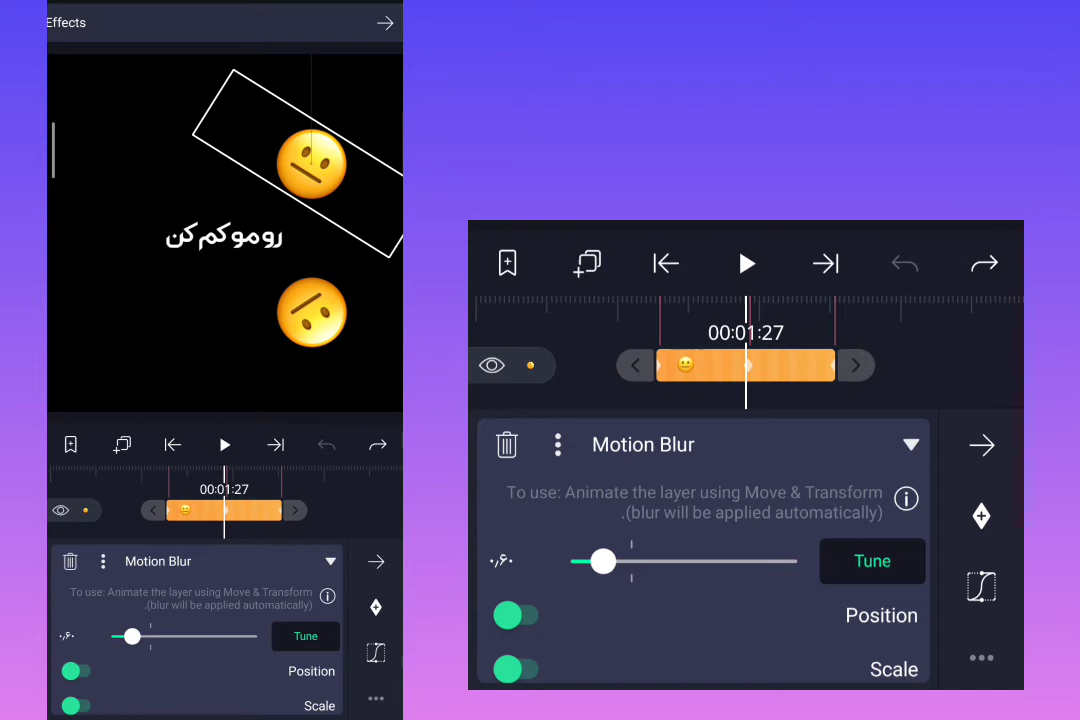 Effects
رومو کم کن
00:01:27
Motion Blur
To use: Animate the layer using Move & Transform
.(blur will be applied automatically)
۰٫۶۰
Tune
Position
Scale
00:01:27
Motion Blur
To use: Animate the layer using Move & Transform
.(blur will be applied automatically)
۰٫۶۰
Tune
Position
Scale